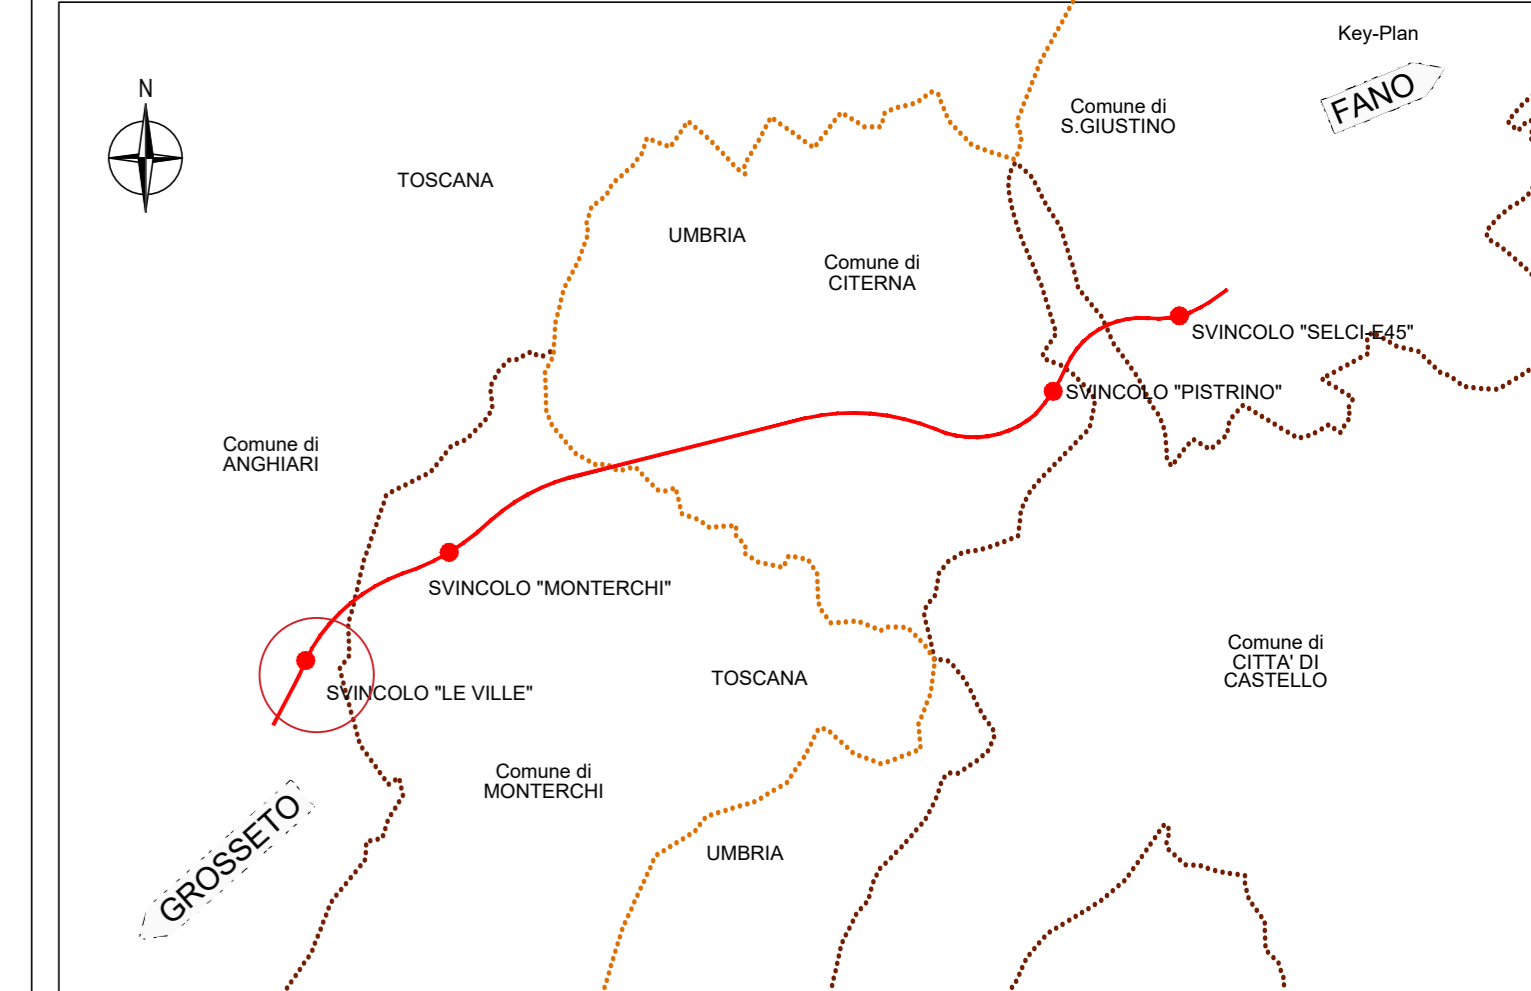 Key-Plan
N
FANO
Comune di
S.GIUSTINO
TOSCANA
UMBRIA
Comune di
CITERNA
SVINCOLO "SELCI-E45"
SVINCOLO "PISTRINO"
Comune di
ANGHIARI
SVINCOLO "MONTERCHI"
Comune di
CITTA' DI
CASTELLO
TOSCANA
SVINCOLO "LE VILLE"
Comune di
MONTERCHI
GROSSETO
UMBRIA